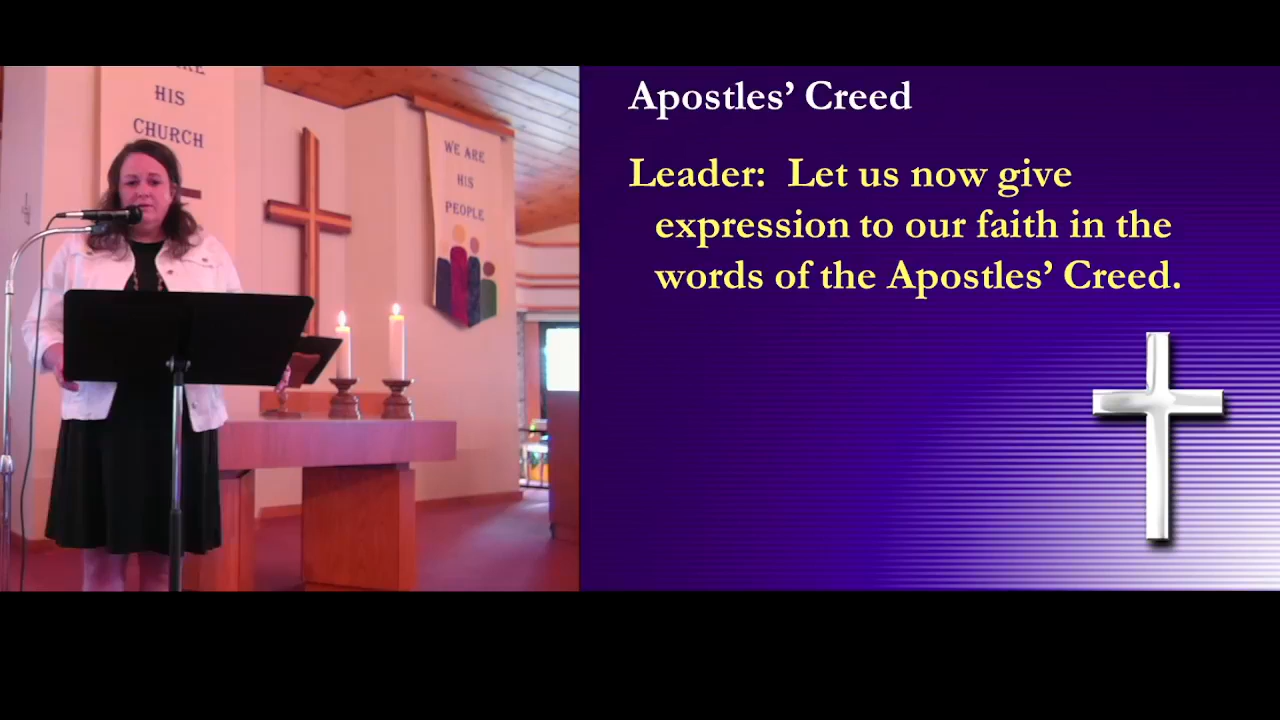 HIS
CHURCH
WE ARE
HIS
PEOPLE
Apostles’ Creed
Leader:  Let us now give
expression to our faith in the
words of the Apostles’ Creed.